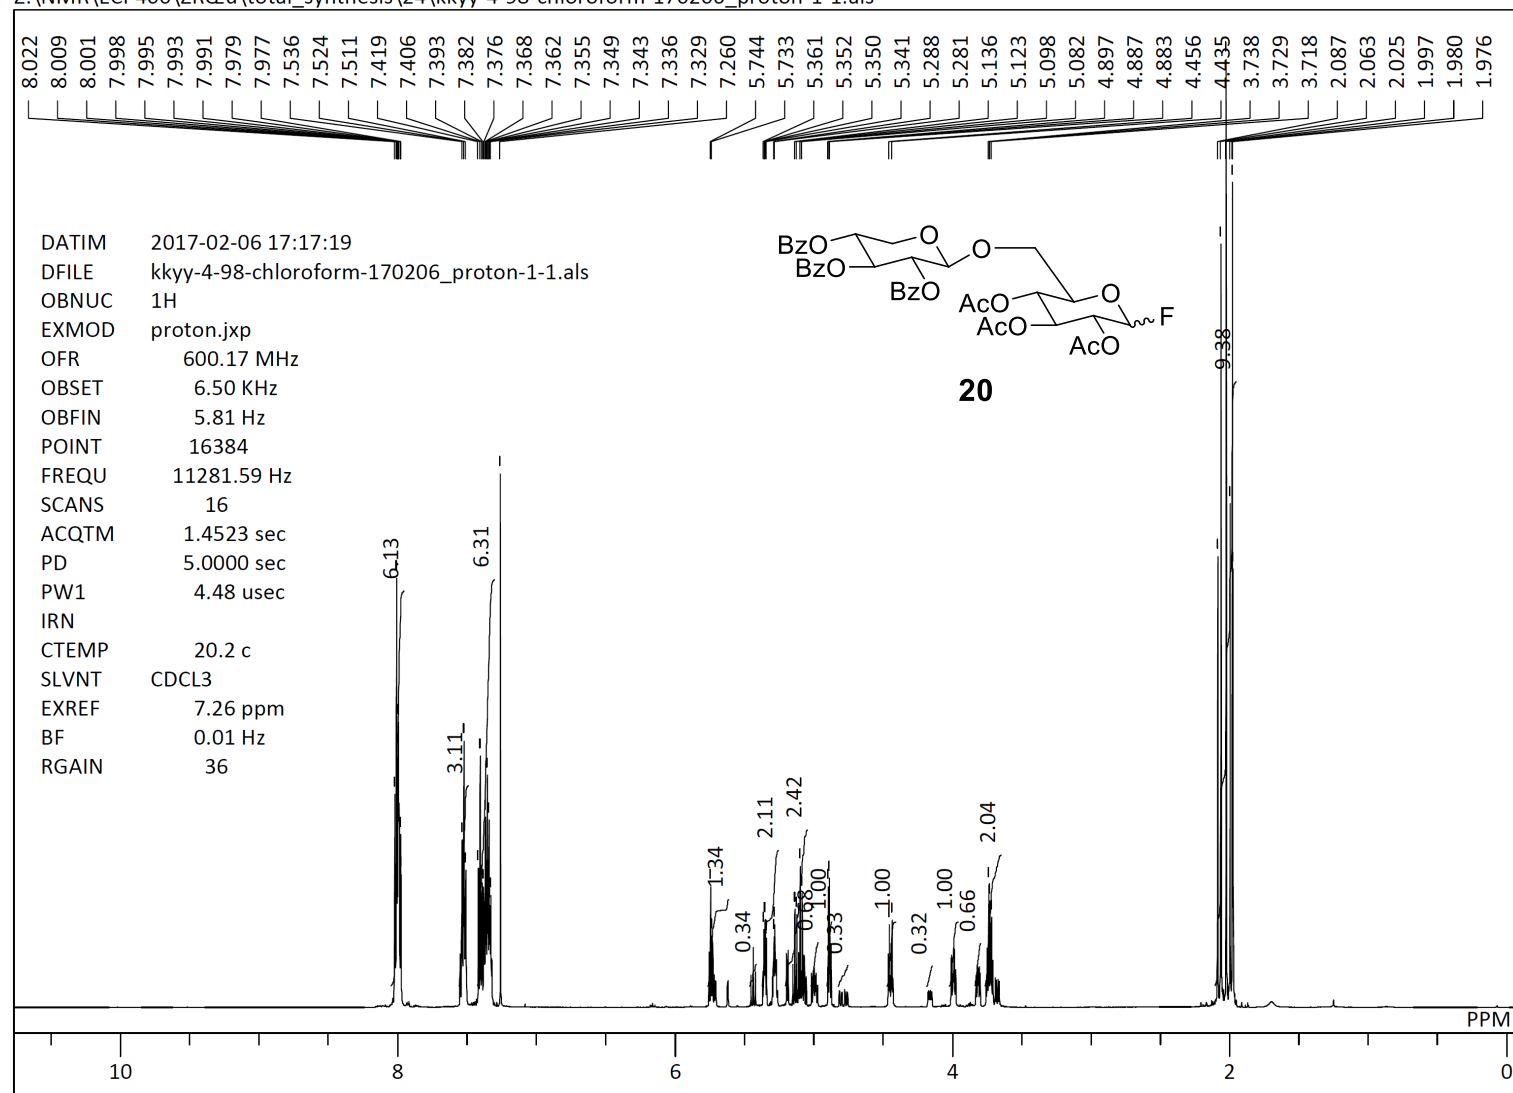 8.022 8.009 8.001 7.998 7.995 7.993 7.991 7.979 7.977 7.536 7.524 7.511 7.419 7.406 7.393 7.382 7.376 7.368 7.362 7.355 7.349 7.343 7.336 7.329 7.260 5.744 5.733 5.361 5.352 5.350 5.341 5.288 5.281 5.136 5.123 5.098 5.082 4.897 4.887 4.883 4.456 4.435 3.738 3.729 3.718 2.087 2.063 2.025 1.997 1.980 1.976
DATIM 2017-02-06 17:17:19
DFILE kkyy-4-98-chloroform-170206_proton-1-1.als
OBNUC 1H
EXMOD proton.jxp
OFR 600.17 MHz
OBSET 6.50 KHz
OBFIN 5.81 Hz
POINT 16384
FREQU 11281.59 Hz
SCANS 16
ACQTM 1.4523 sec
PD 5.0000 sec
PW1 4.48 usec
IRN
CTEMP 20.2 c
SLVNT CDCL3
EXREF 7.26 ppm
BF 0.01 Hz
RGAIN 36
BzO O O
BzO
BzO
AcO O F
AcO
AcO
20
6.13 3.11 6.31 1.34 0.34 2.11 2.42 0.68 1.00 0.33 1.00 0.32 1.00 0.66 2.04 9.38
PPM
10 8 6 4 2 0